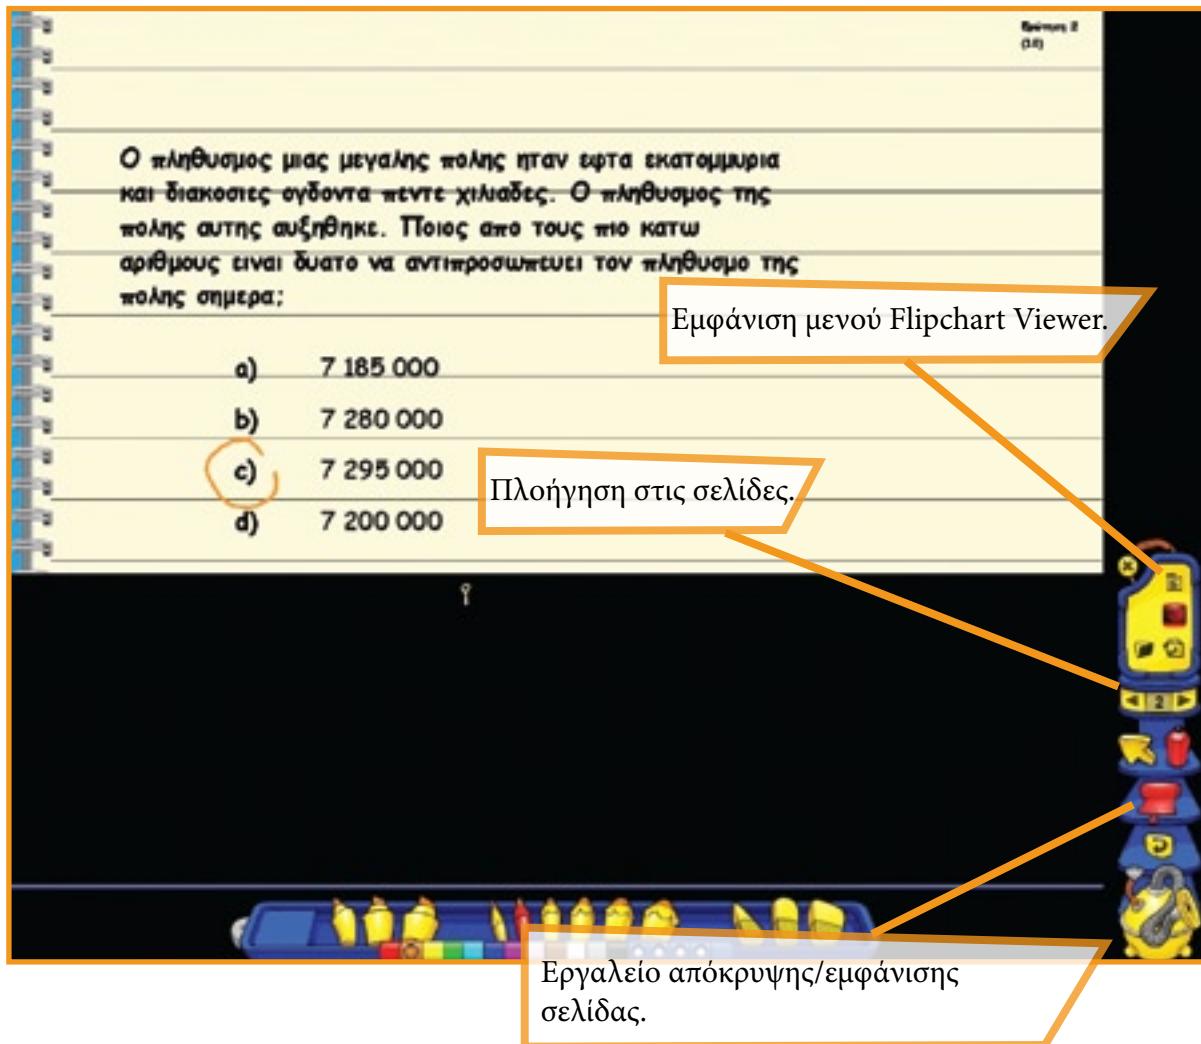 (10)
Ο πληθυσμος μιας μεγαλης πολης ηταν εφτα εκατομμυρια
και διακοσιες ογδοντα πεντε χιλιαδες. Ο πληθυσμος της
πολης αυτης αυξηθηκε. Ποιος απο τους πιο κατω
αριθμους ειναι δυατο να αντιπροσωπευει τον πληθυσμο της
πολης σημερα;
Εμφάνιση μενού Flipchart Viewer.
a) 7 185 000
b) 7 280 000
c) 7 295 000
Πλοήγηση στις σελίδες.
d) 7 200 000
2
Εργαλείο απόκρυψης/εμφάνισης
σελίδας.